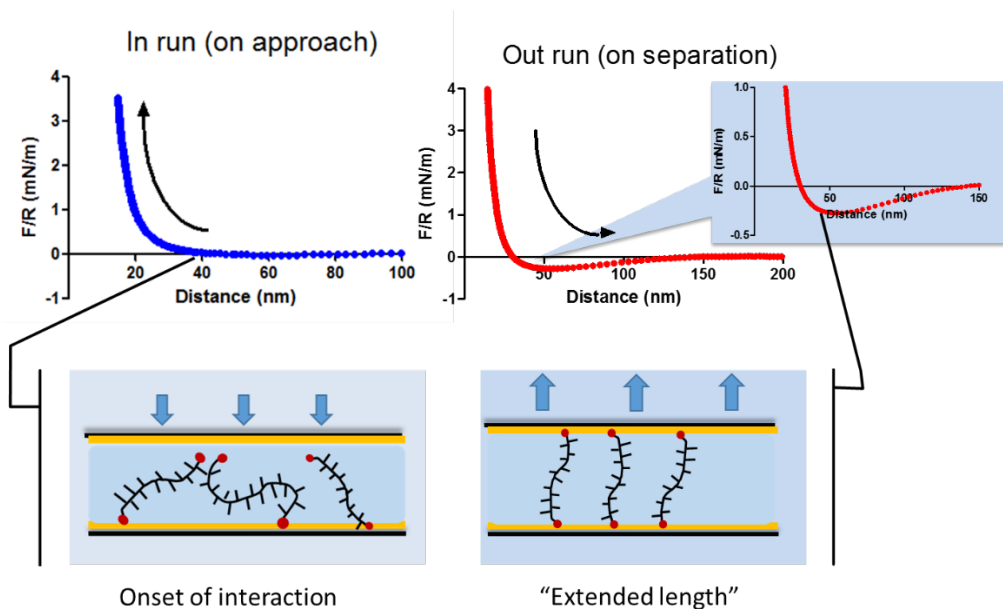 In run (on approach)
4
3
2
1
0
-1
F/R (mN/m)
20
40
60
80
100
Distance (nm)
Out run (on separation)
4
3
2
1
0
-1
F/R (mN/m)
50
100
150
200
Distance (nm)
1.0
0.5
0.0
-0.5
F/R (mN/m)
50
100
150
Distance (nm)
Onset of interaction
“Extended length”